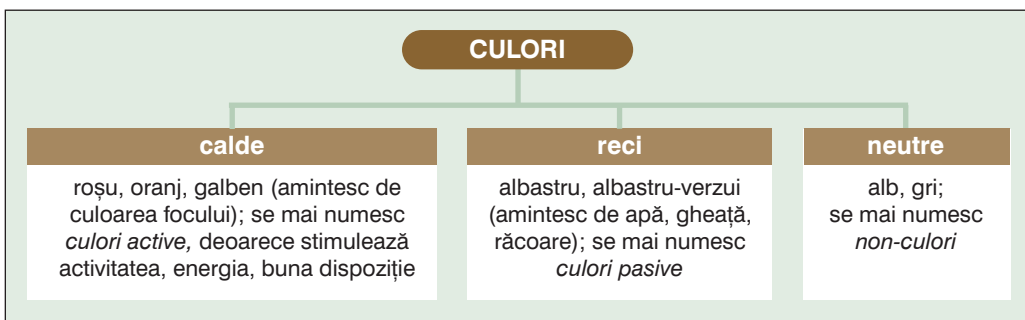 CULORI
calde
roșu, oranj, galben (amintesc de
culoarea focului); se mai numesc
culori active, deoarece stimulează
activitatea, energia, buna dispoziție
reci
albastru, albastru-verzui
(amintesc de apă, gheață,
răcoare); se mai numesc
culori pasive
neutre
alb, gri;
se mai numesc
non-culori